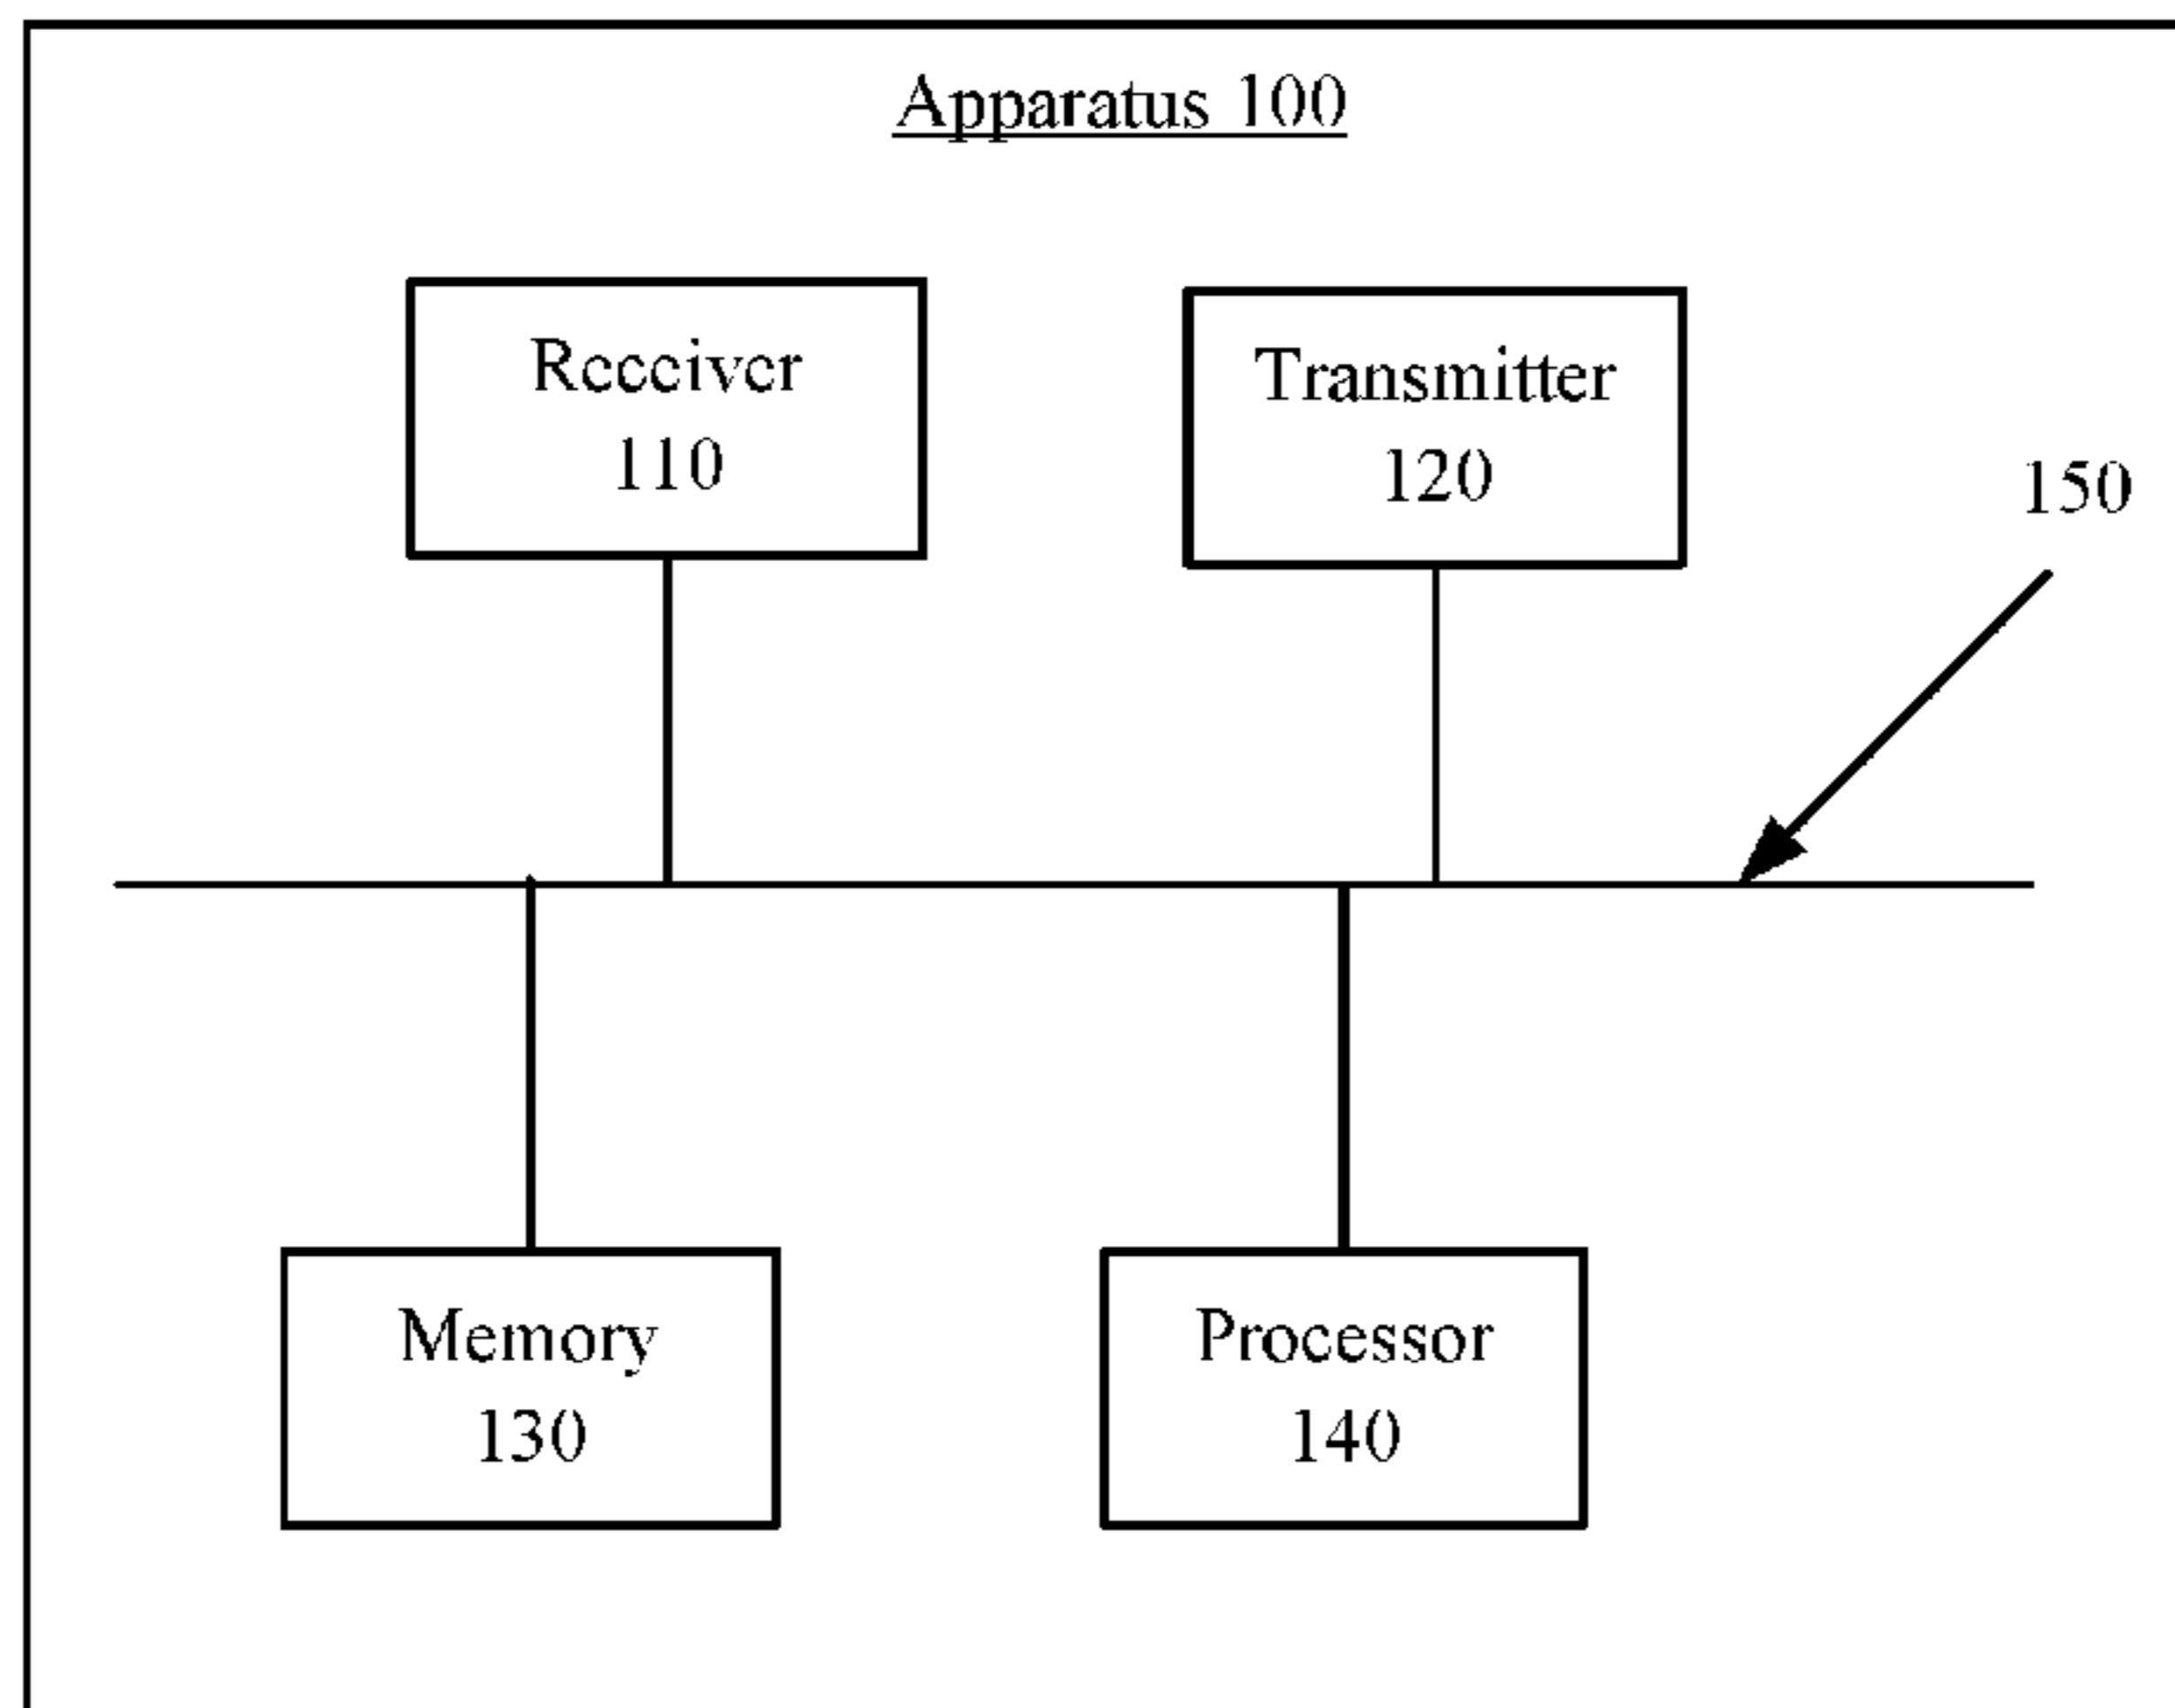 Apparatus 100
Receiver
110
Transmitter
120
150
Memory
130
Processor
140